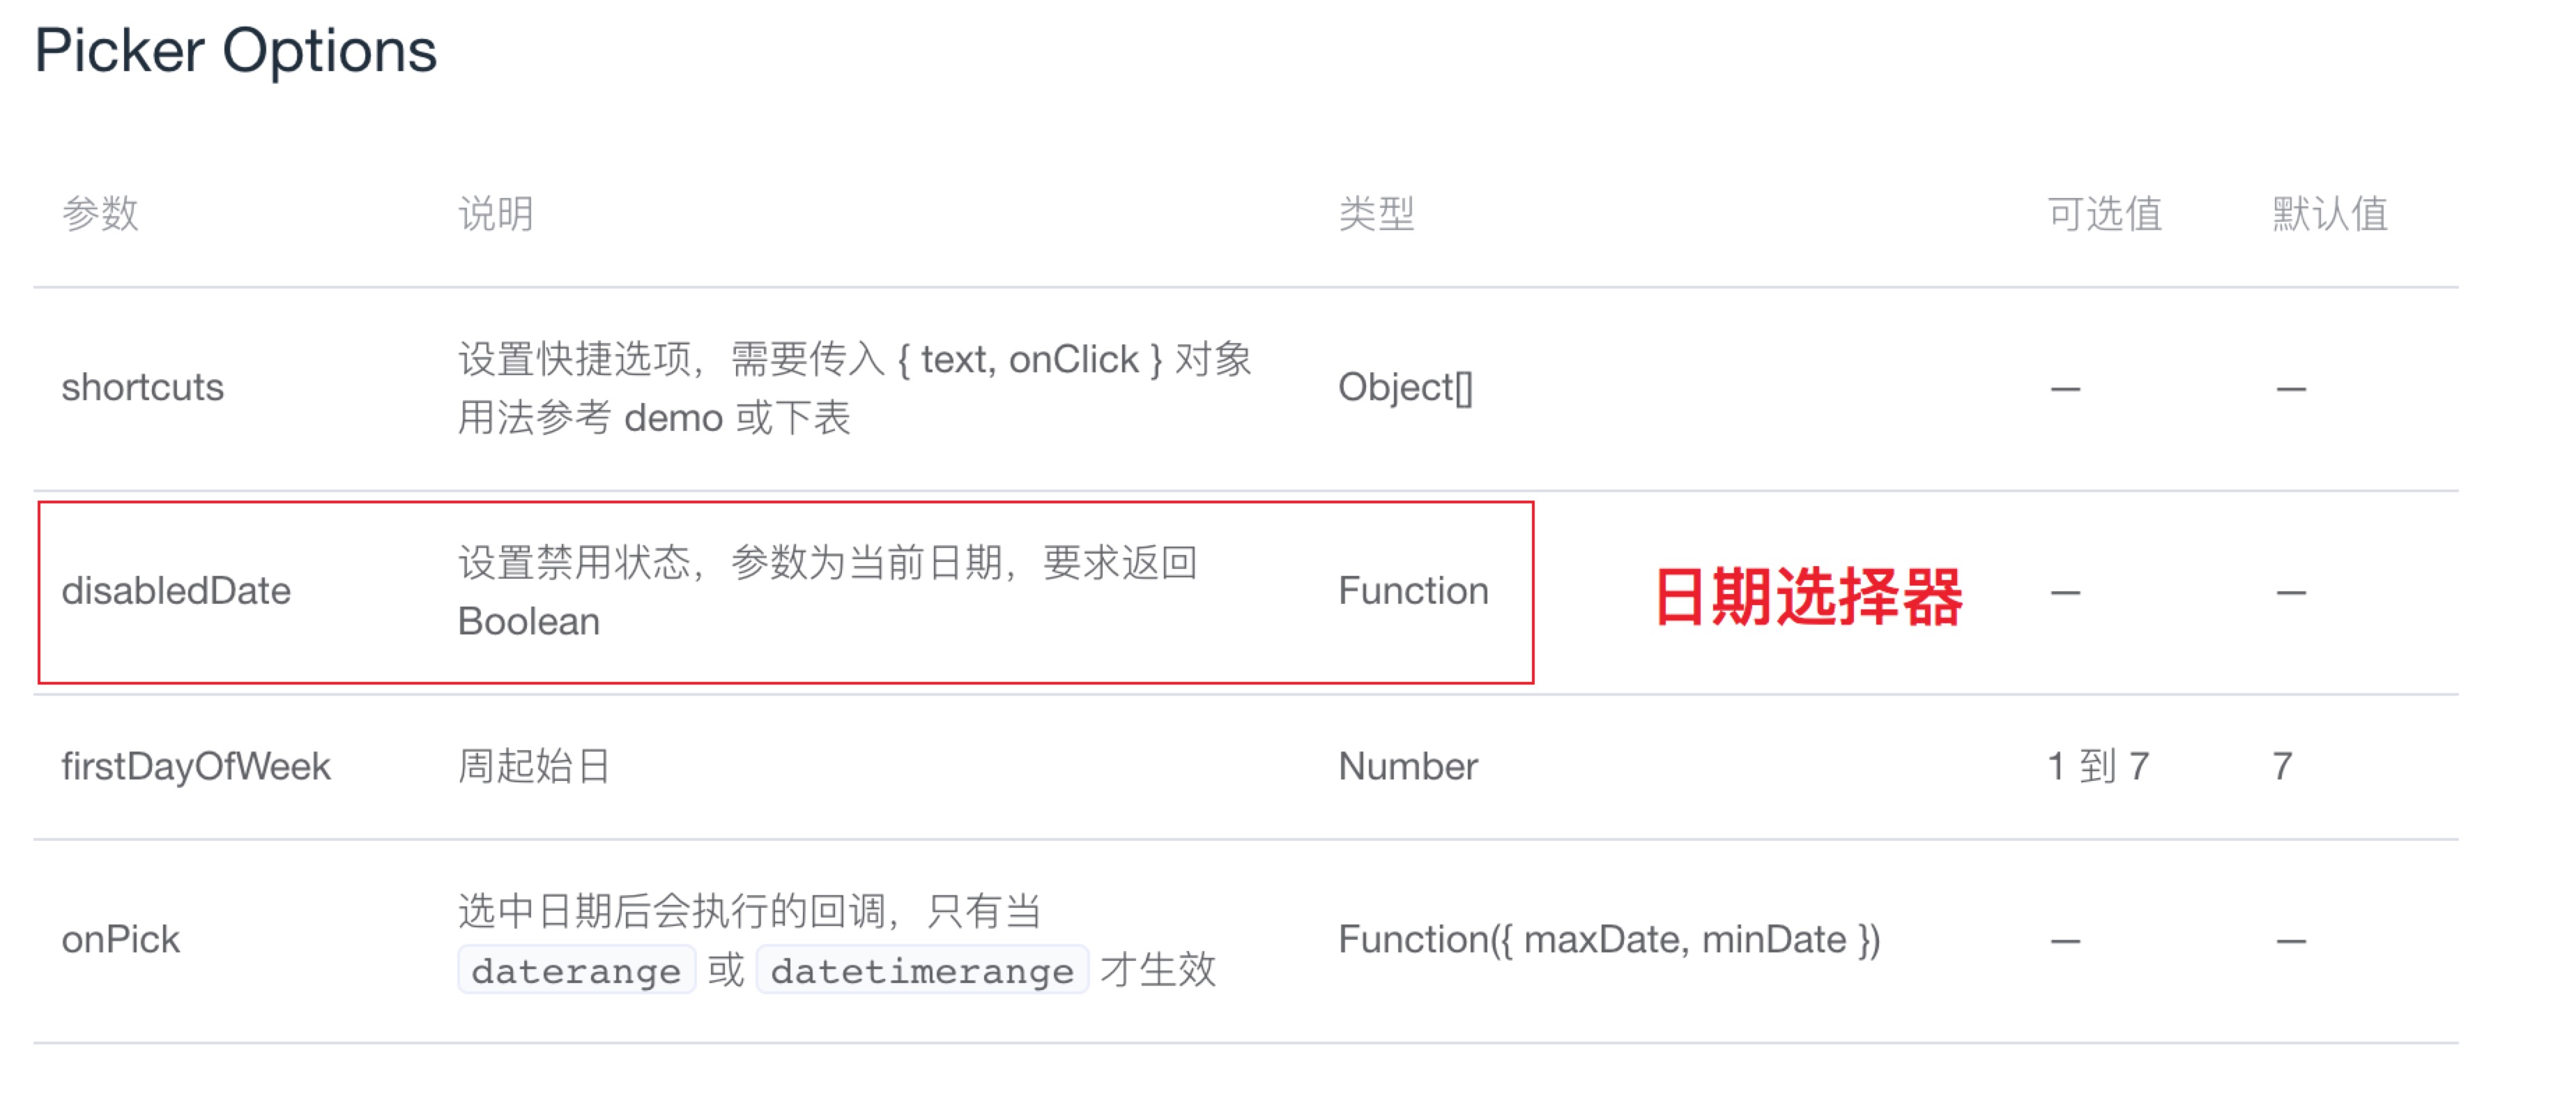 Picker Options
参数 说明 类型 可选值 默认值
设置快捷选项，需要传入 { text, onClick } 对象
shortcuts Object[] — —
用法参考 demo 或下表
设置禁用状态，参数为当前日期，要求返回
disabledDate Function 日期选择器 — —
Boolean
firstDayOfWeek 周起始日 Number 1 到 7 7
选中日期后会执行的回调，只有当
onPick Function({ maxDate, minDate }) — —
daterange 或 datetimerange 才生效